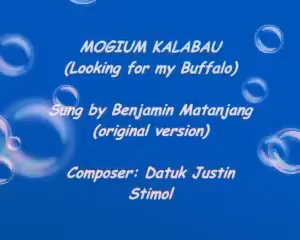 MOGIUM KALABAU
(Looking for my Buffalo)
Sung by Benjamin Matanjang
(original version)
Composer: Datuk Justin
Stimol